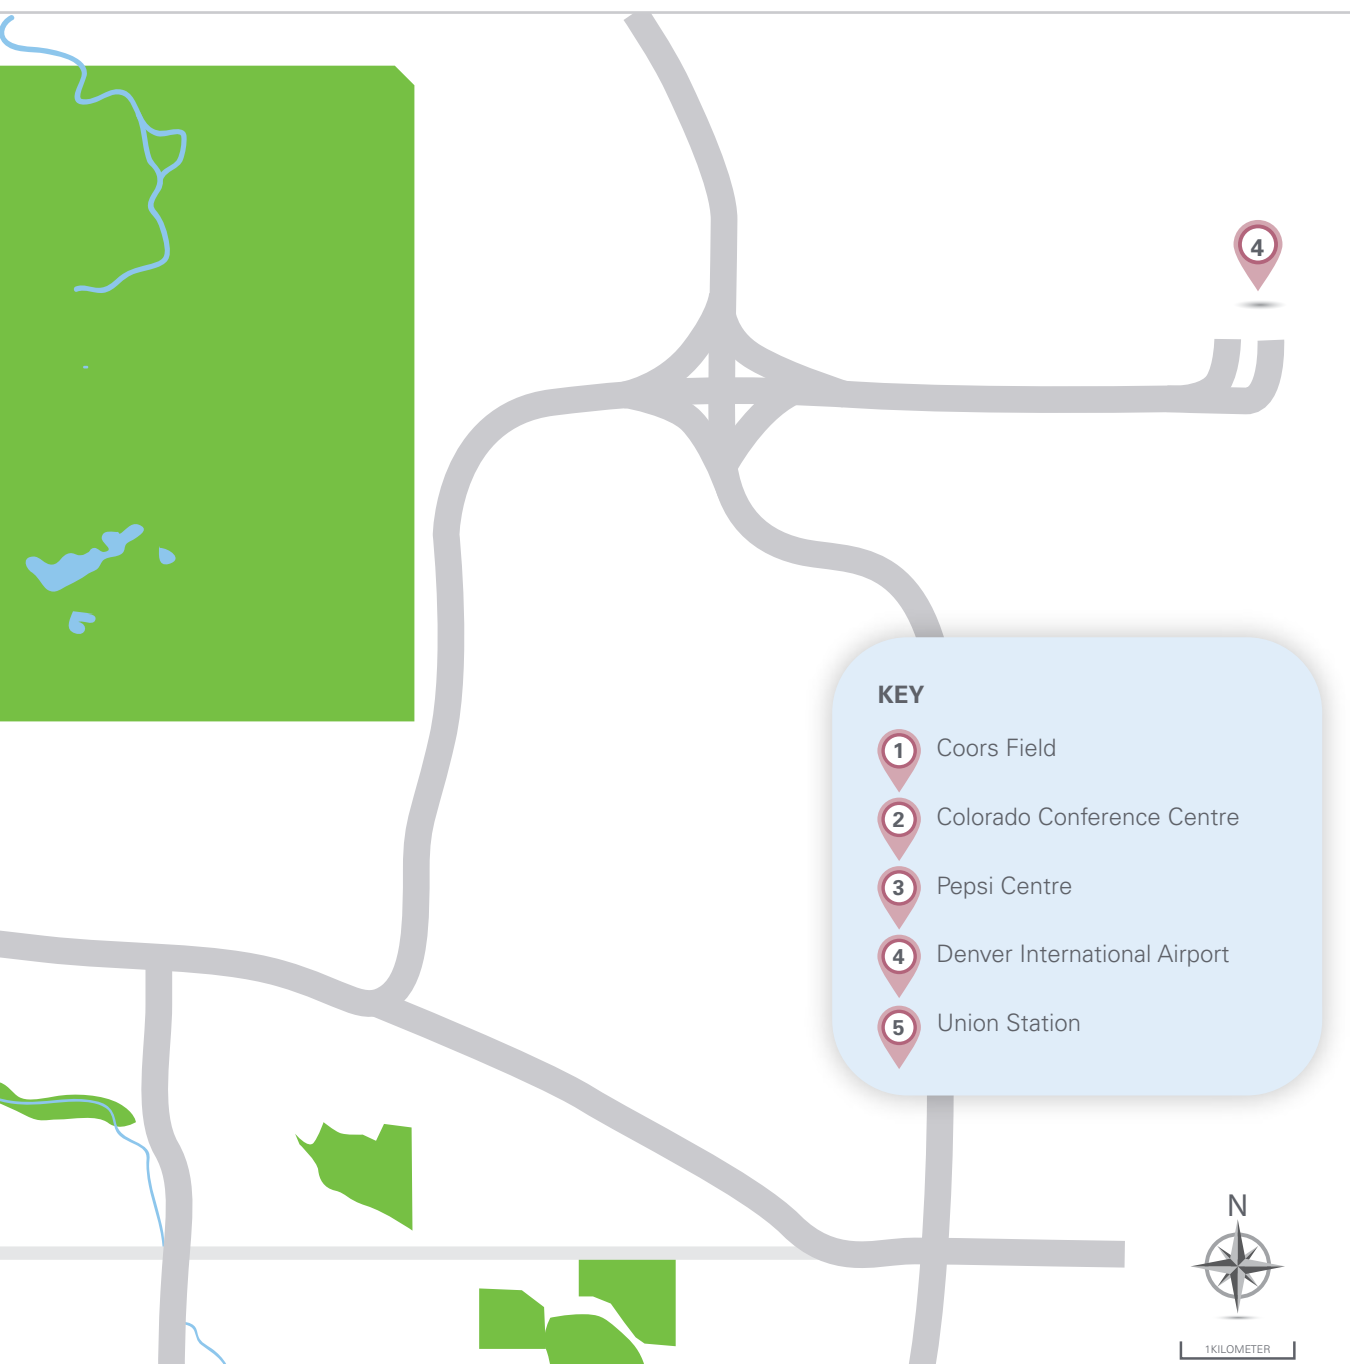 4
KEY
1 Coors Field
2 Colorado Conference Centre
3 Pepsi Centre
4 Denver International Airport
5 Union Station
N
1KILOMETER